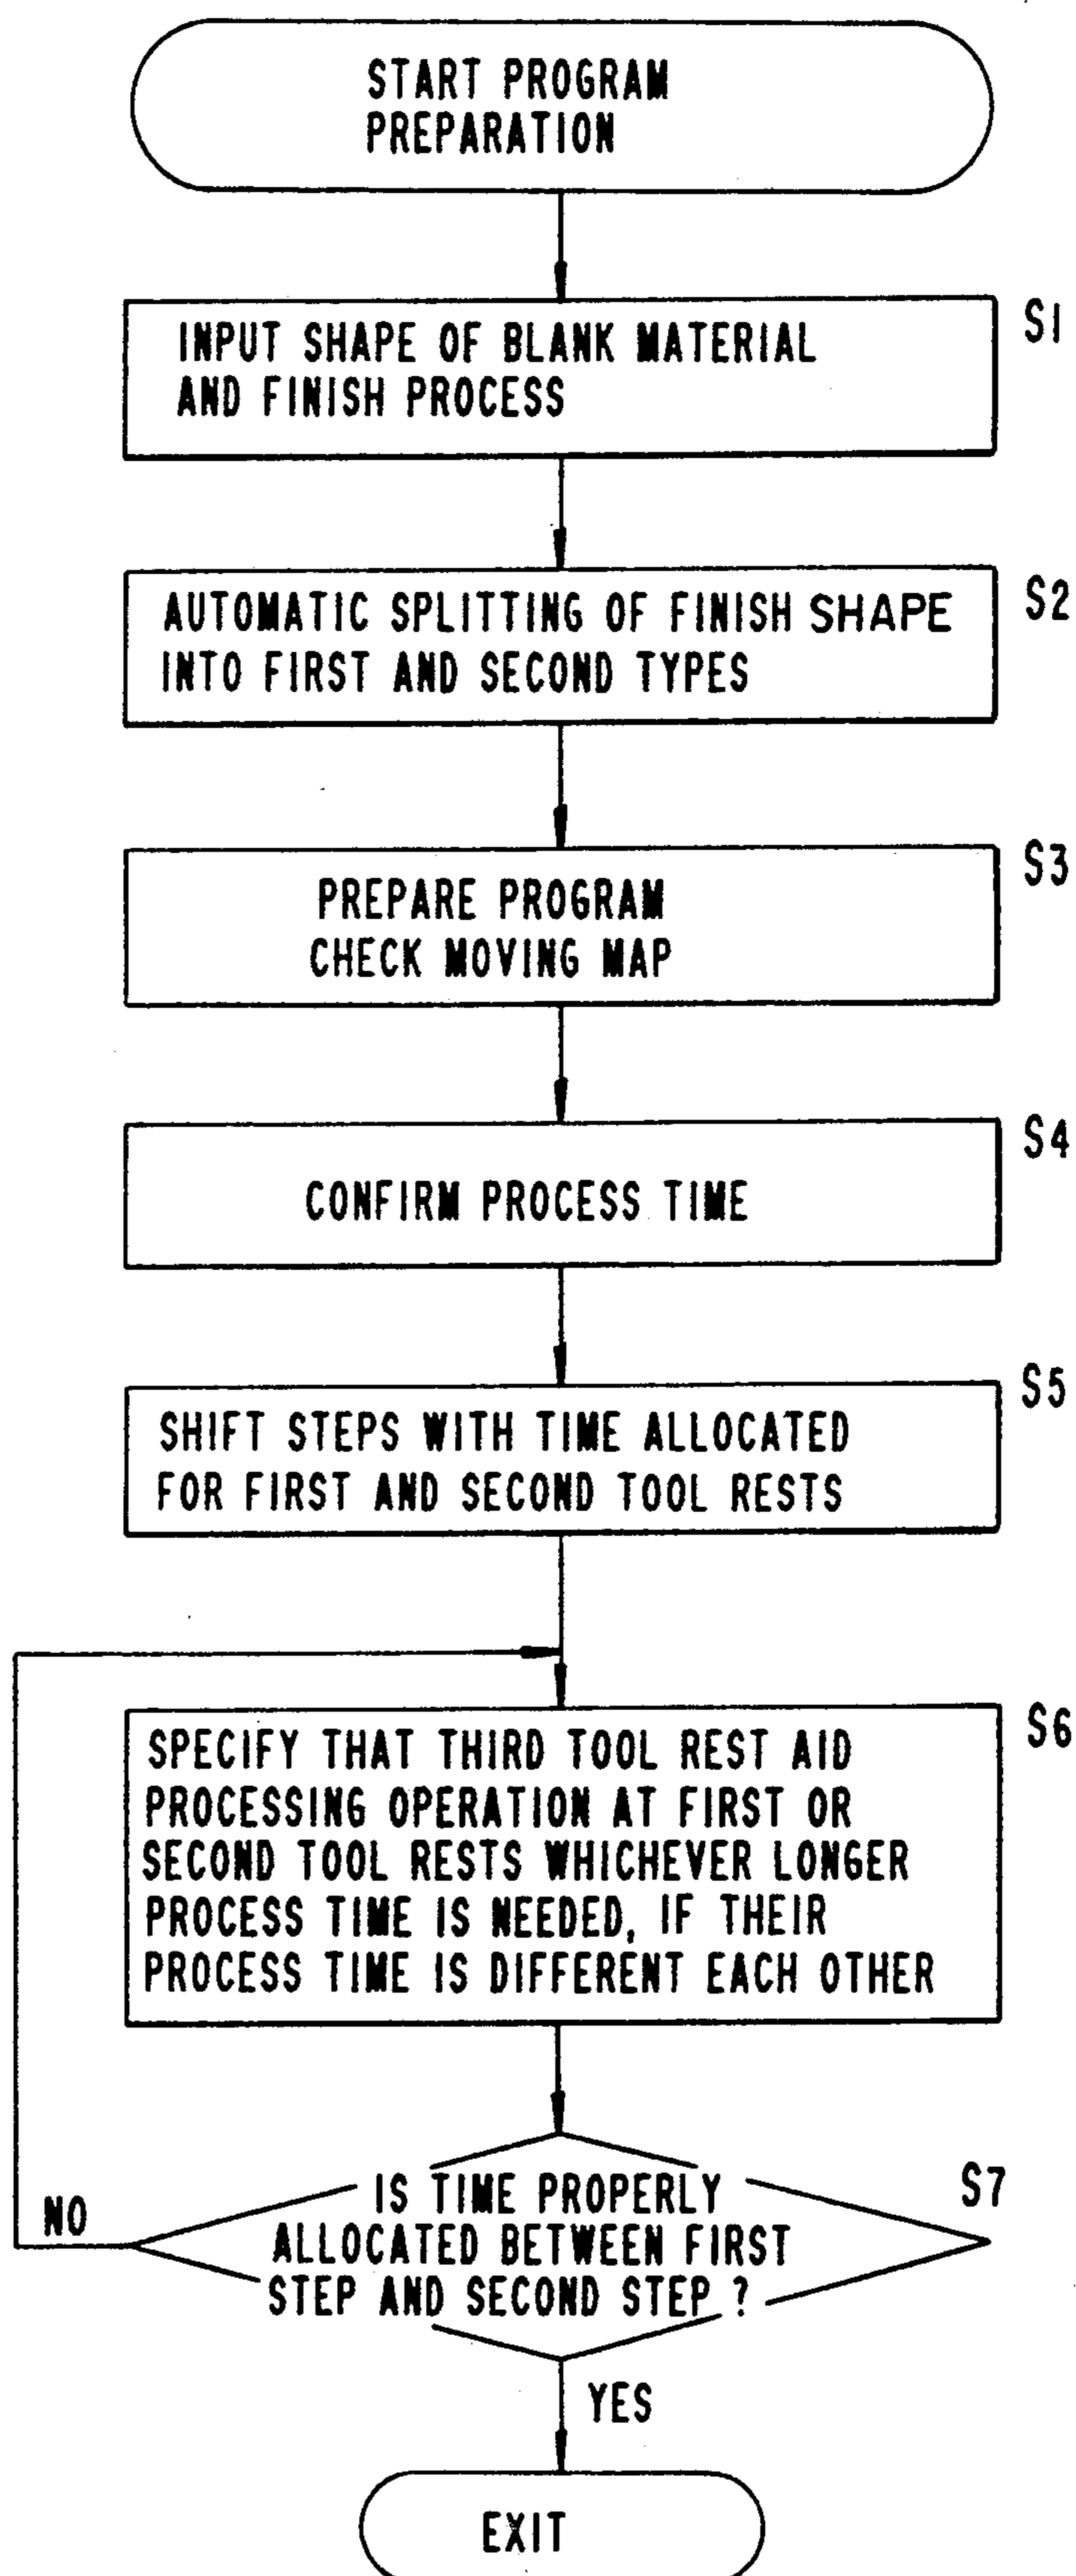 START PROGRAM
PREPARATION
S1
INPUT SHAPE OF BLANK MATERIAL
AND FINISH PROCESS
S2
AUTOMATIC SPLITTING OF FINISH SHAPE
INTO FIRST AND SECOND TYPES
S3
PREPARE PROGRAM
CHECK MOVING MAP
S4
CONFIRM PROCESS TIME
S5
SHIFT STEPS WITH TIME ALLOCATED
FOR FIRST AND SECOND TOOL RESTS
S6
SPECIFY THAT THIRD TOOL REST AID
PROCESSING OPERATION AT FIRST OR
SECOND TOOL RESTS WHICHEVER LONGER
PROCESS TIME IS NEEDED, IF THEIR
PROCESS TIME IS DIFFERENT EACH OTHER
S7
IS TIME PROPERLY
ALLOCATED BETWEEN FIRST
STEP AND SECOND STEP ?
NO
YES
EXIT